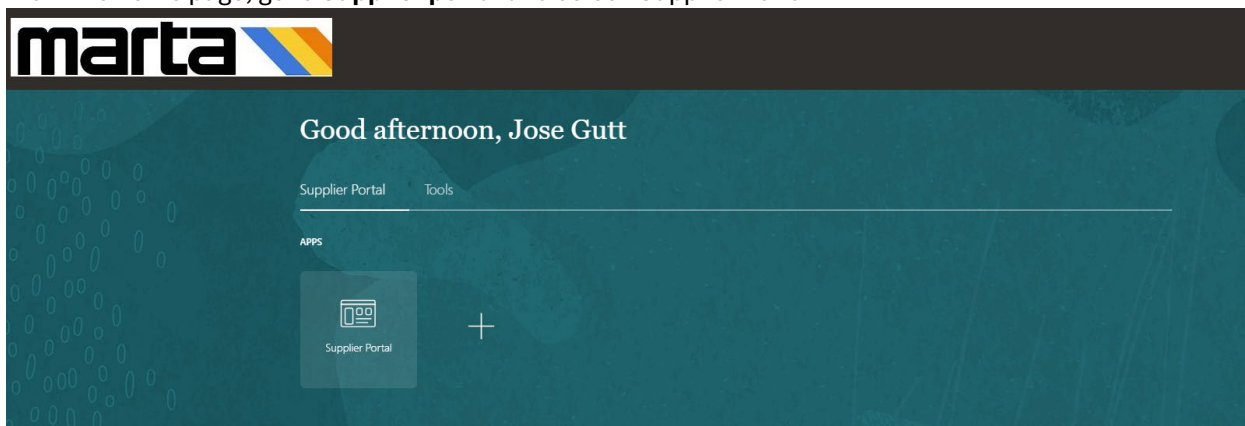 marta
Good afternoon, Jose Gutt
Supplier Portal Tools
APPS
Supplier Portal